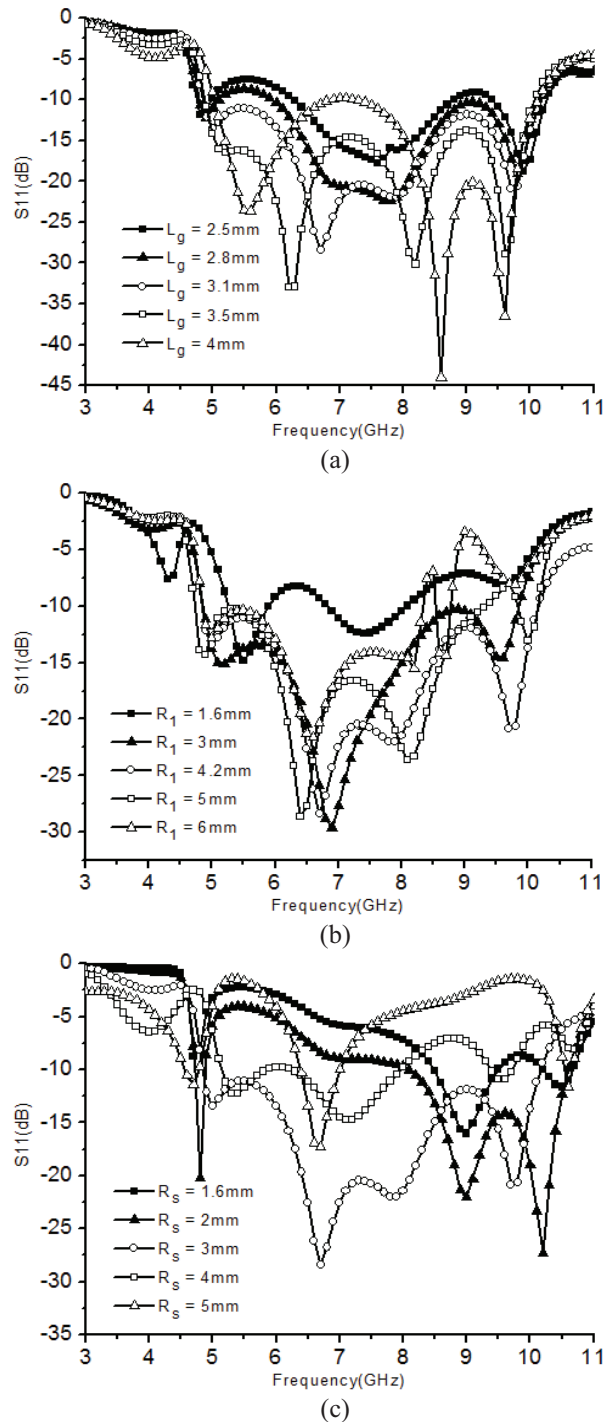 0
-5
-10
-15
-20
-25
-30
-35
-40
-45
S11(dB)
L_g = 2.5mm
L_g = 2.8mm
L_g = 3.1mm
L_g = 3.5mm
L_g = 4mm
3 4 5 6 7 8 9 10 11
Frequency(GHz)
(a)
0
-5
-10
-15
-20
-25
-30
S11(dB)
R_1 = 1.6mm
R_1 = 3mm
R_1 = 4.2mm
R_1 = 5mm
R_1 = 6mm
3 4 5 6 7 8 9 10 11
Frequency(GHz)
(b)
0
-5
-10
-15
-20
-25
-30
-35
S11(dB)
R_s = 1.6mm
R_s = 2mm
R_s = 3mm
R_s = 4mm
R_s = 5mm
3 4 5 6 7 8 9 10 11
Frequency(GHz)
(c)